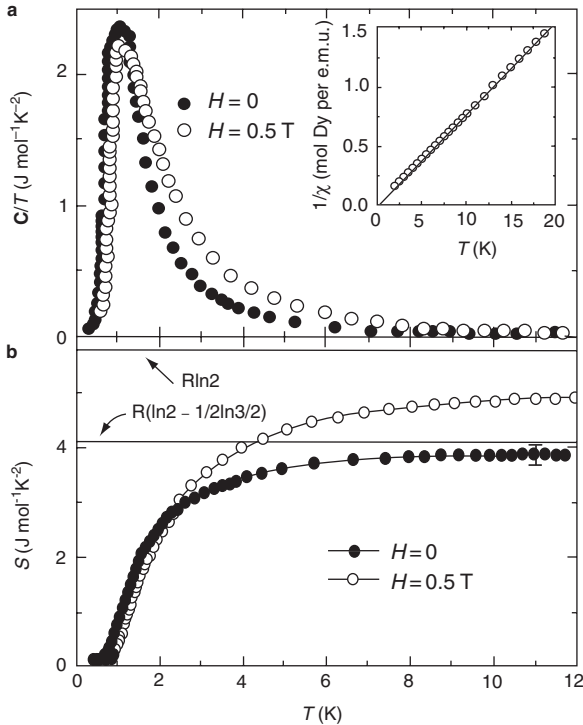 a
C/T (J mol⁻¹K⁻²)
2
1
0
H = 0
H = 0.5 T
1/χ (mol Dy per e.m.u.)
1.5
1.0
0.5
0.0
0 5 10 15 20
T (K)
b
Rln2
R(ln2 – 1/2ln3/2)
S (J mol⁻¹K⁻²)
4
2
0
H = 0
H = 0.5 T
0 2 4 6 8 10 12
T (K)